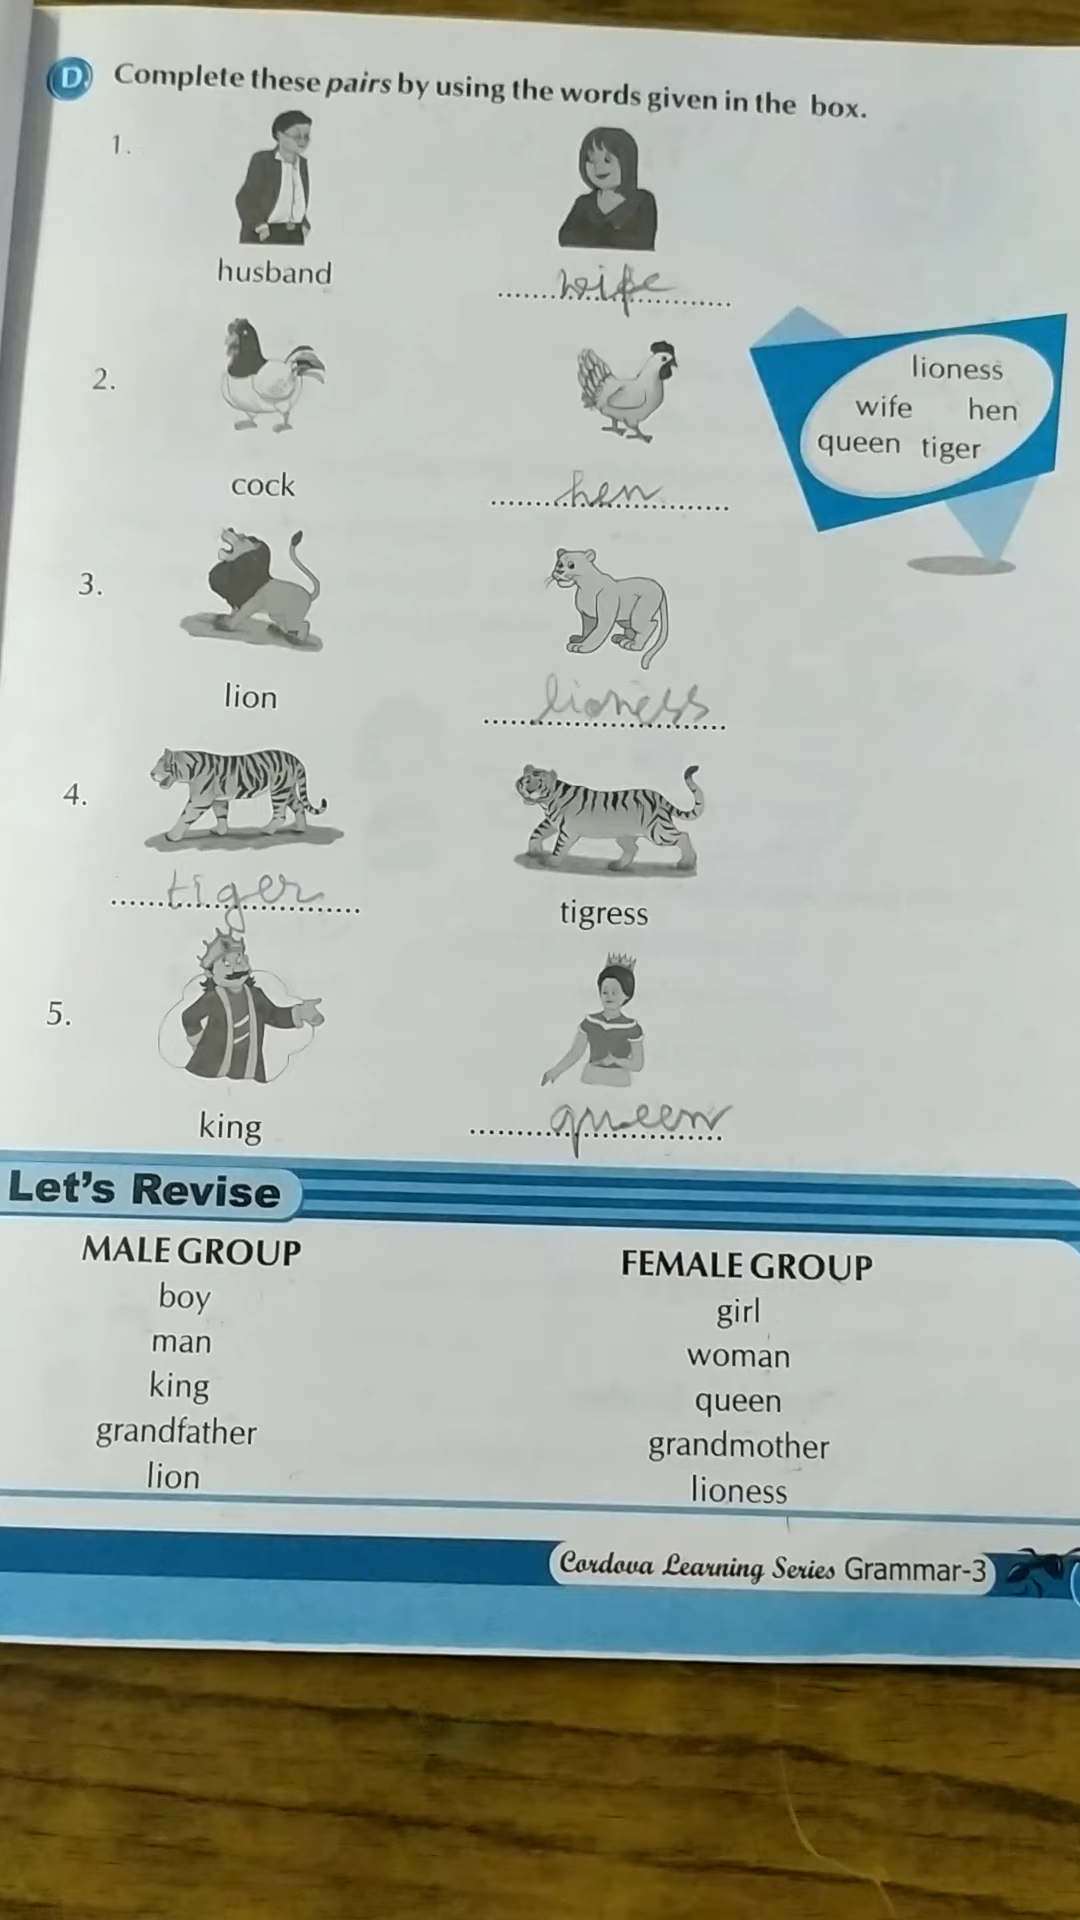 D. Complete these pairs by using the words given in the box.
1.
husband
wife
2.
cock
hen
lioness
wife hen
queen tiger
3.
lion
lioness
4.
tiger
tigress
5.
king
queen
Let's Revise
MALE GROUP FEMALE GROUP
boy girl
man woman
king queen
grandfather grandmother
lion lioness
Cordova Learning Series Grammar-3